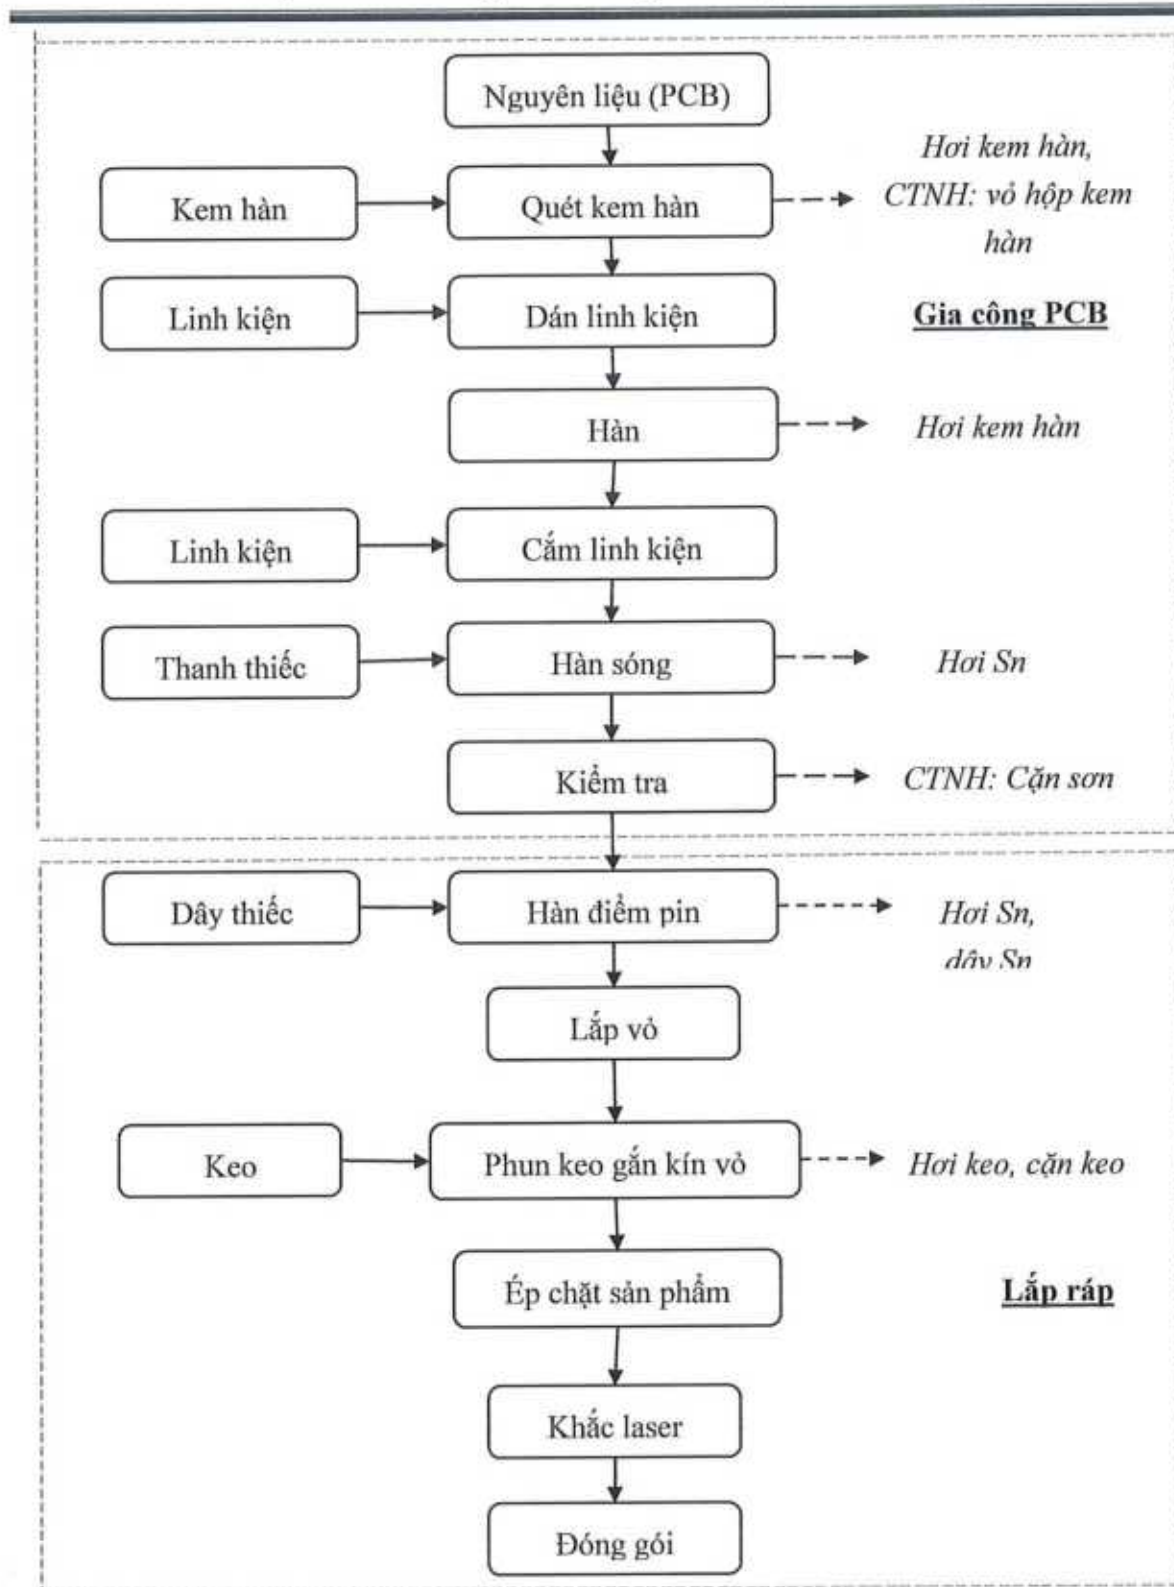 Nguyên liệu (PCB)
Hơi kem hàn,
CTNH: vỏ hộp kem
hàn
Kem hàn
Quét kem hàn
Linh kiện
Dán linh kiện
Gia công PCB
Hàn
Hơi kem hàn
Linh kiện
Cắm linh kiện
Thanh thiếc
Hàn sóng
Hơi Sn
Kiểm tra
CTNH: Cặn sơn
Dây thiếc
Hàn điểm pin
Hơi Sn,
dây Sn
Lắp vỏ
Keo
Phun keo gắn kín vỏ
Hơi keo, cặn keo
Ép chặt sản phẩm
Lắp ráp
Khắc laser
Đóng gói